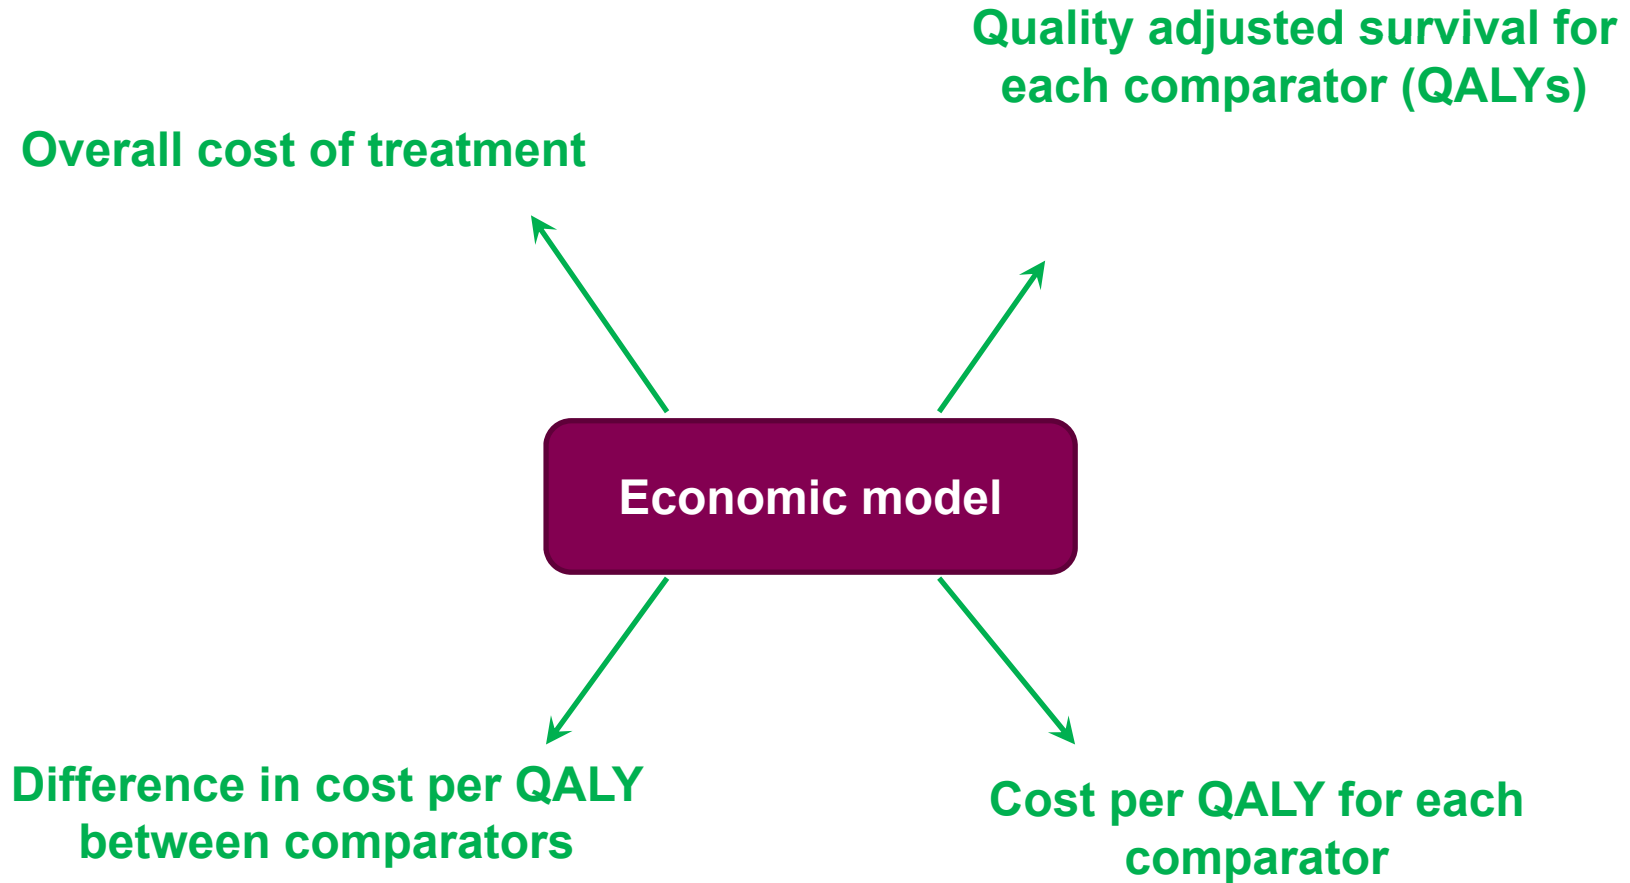 Quality adjusted survival for
each comparator (QALYs)
Overall cost of treatment
Economic model
Difference in cost per QALY
between comparators
Cost per QALY for each
comparator